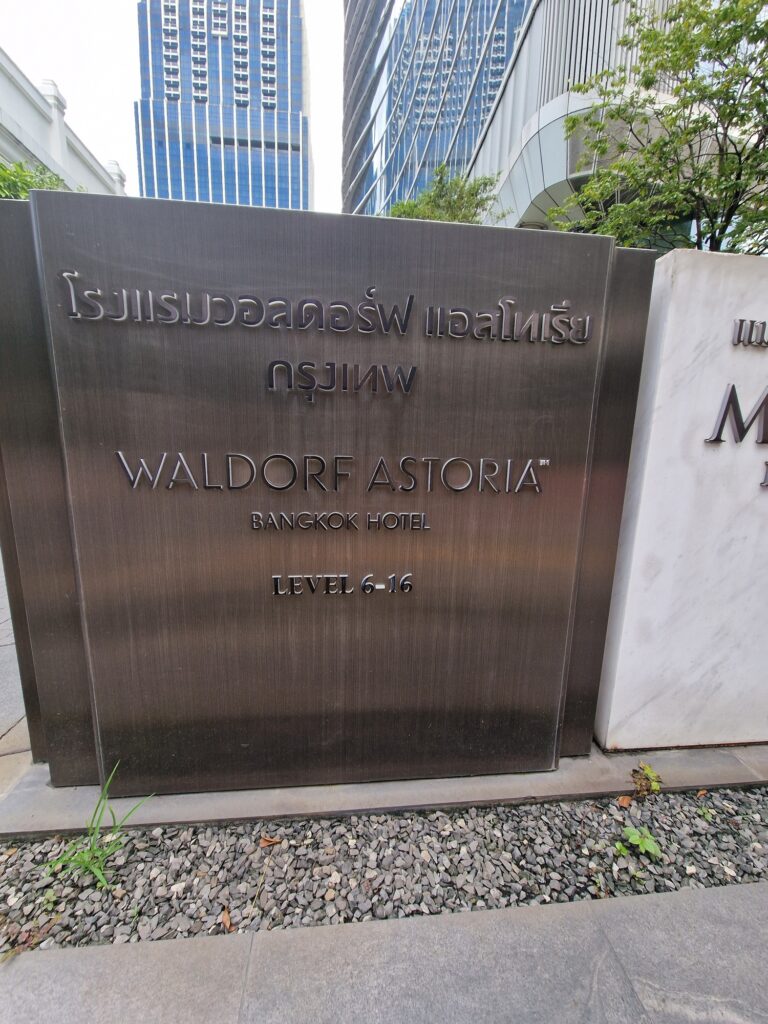 โรงแรมวอลดอร์ฟ แอสโทเรีย
กรุงเทพ
WALDORF ASTORIA™
BANGKOK HOTEL
LEVEL 6-16